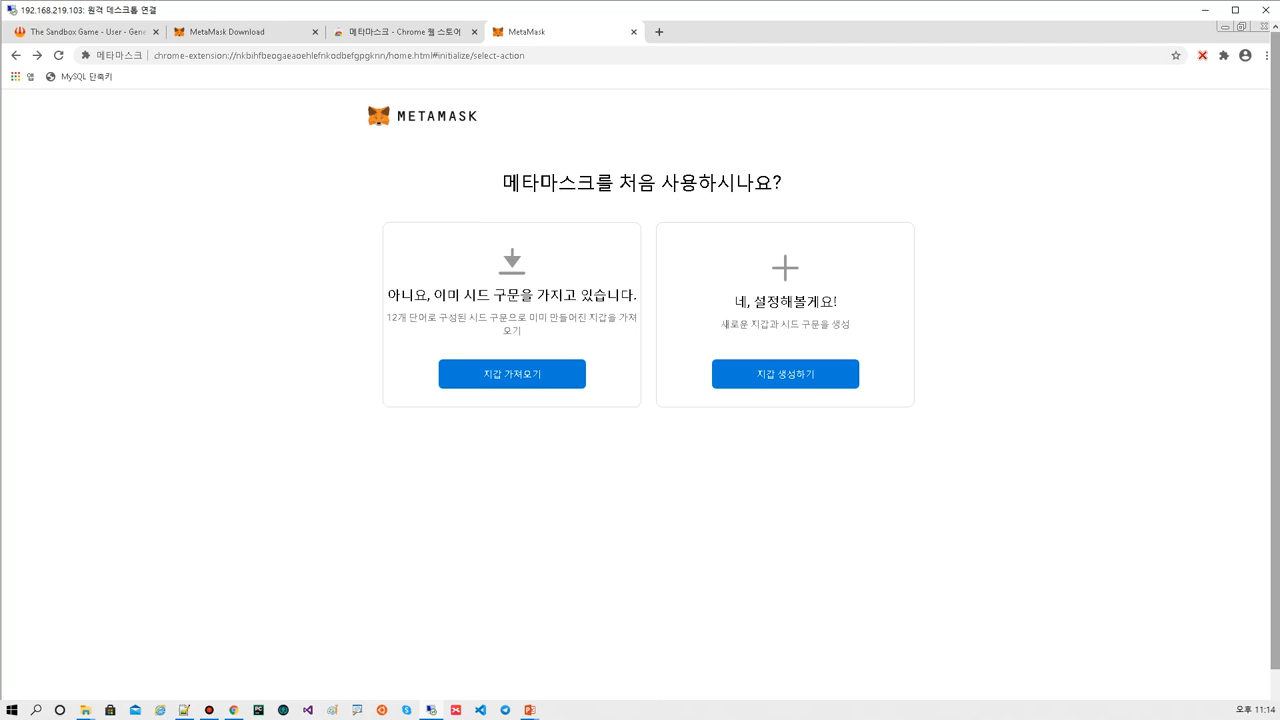 192.168.219.103: 원격 데스크톱 연결
The Sandbox Game - User - Gene
MetaMask Download
메타마스크 - Chrome 웹 스토어
MetaMask
메타마스크 | chrome-extension://nkbihfbeogaeaoehlefnkodbefgpgknn/home.html#initialize/select-action
앱
MySQL 단축키
METAMASK
메타마스크를 처음 사용하시나요?
아니요, 이미 시드 구문을 가지고 있습니다.
12개 단어로 구성된 시드 구문으로 이미 만들어진 지갑을 가져
오기
지갑 가져오기
네, 설정해볼게요!
새로운 지갑과 시드 구문을 생성
지갑 생성하기
오후 11:14